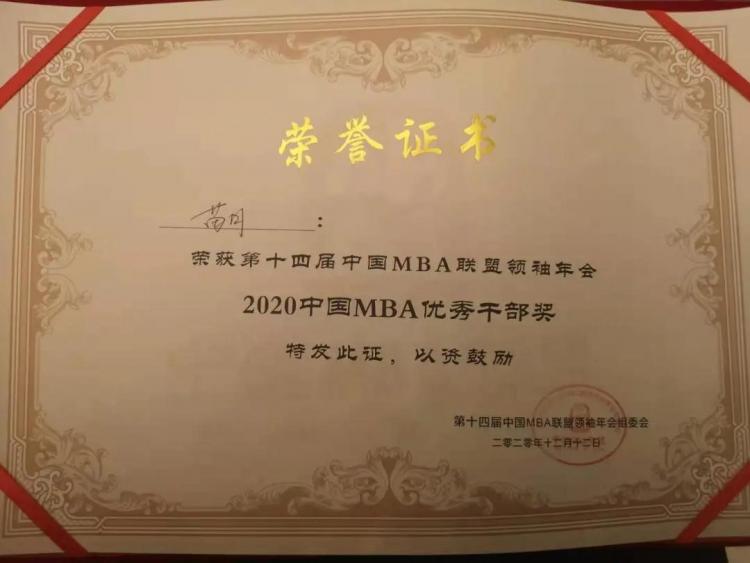 荣誉证书
苗月：
荣获第十四届中国MBA联盟领袖年会
2020中国MBA优秀干部奖
特发此证，以资鼓励
第十四届中国MBA联盟领袖年会组委会
二零二零年十二月十二日